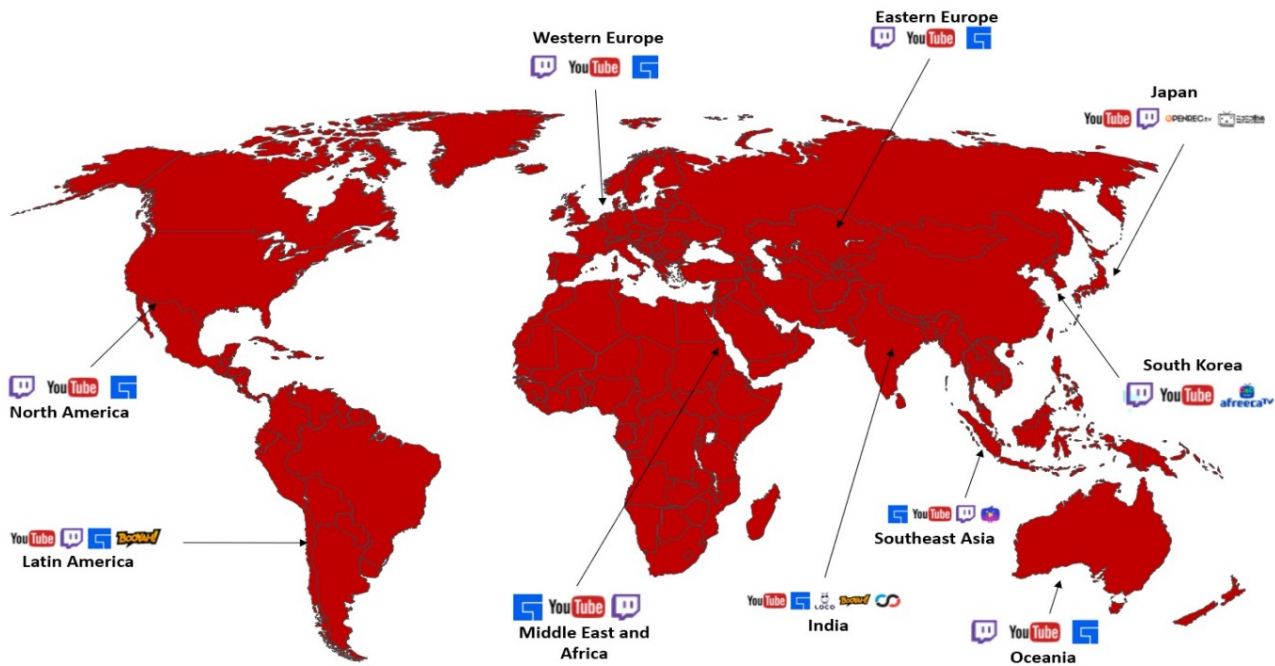 Eastern Europe
YouTube
Western Europe
YouTube
Japan
YouTube OPENREC.tv
YouTube
North America
South Korea
YouTube afreecaTV
YouTube BOOYAH!
Latin America
YouTube
Southeast Asia
YouTube
Middle East and
Africa
YouTube LOCO BOOYAH!
India
YouTube
Oceania